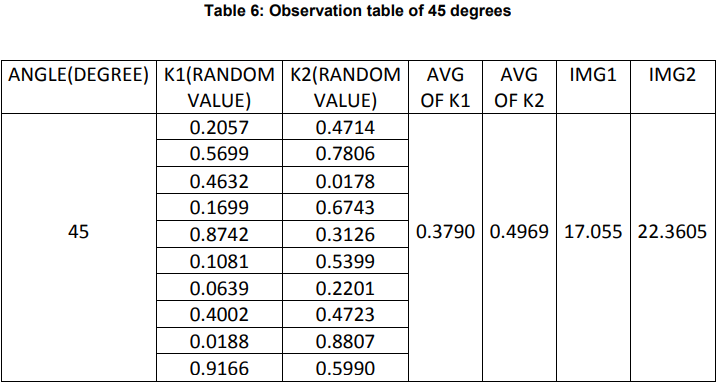 Table 6: Observation table of 45 degrees
ANGLE(DEGREE) K1(RANDOM K2(RANDOM AVG AVG IMG1 IMG2
VALUE) VALUE) OF K1 OF K2
0.2057 0.4714
0.5699 0.7806
0.4632 0.0178
0.1699 0.6743
45 0.8742 0.3126 0.3790 0.4969 17.055 22.3605
0.1081 0.5399
0.0639 0.2201
0.4002 0.4723
0.0188 0.8807
0.9166 0.5990